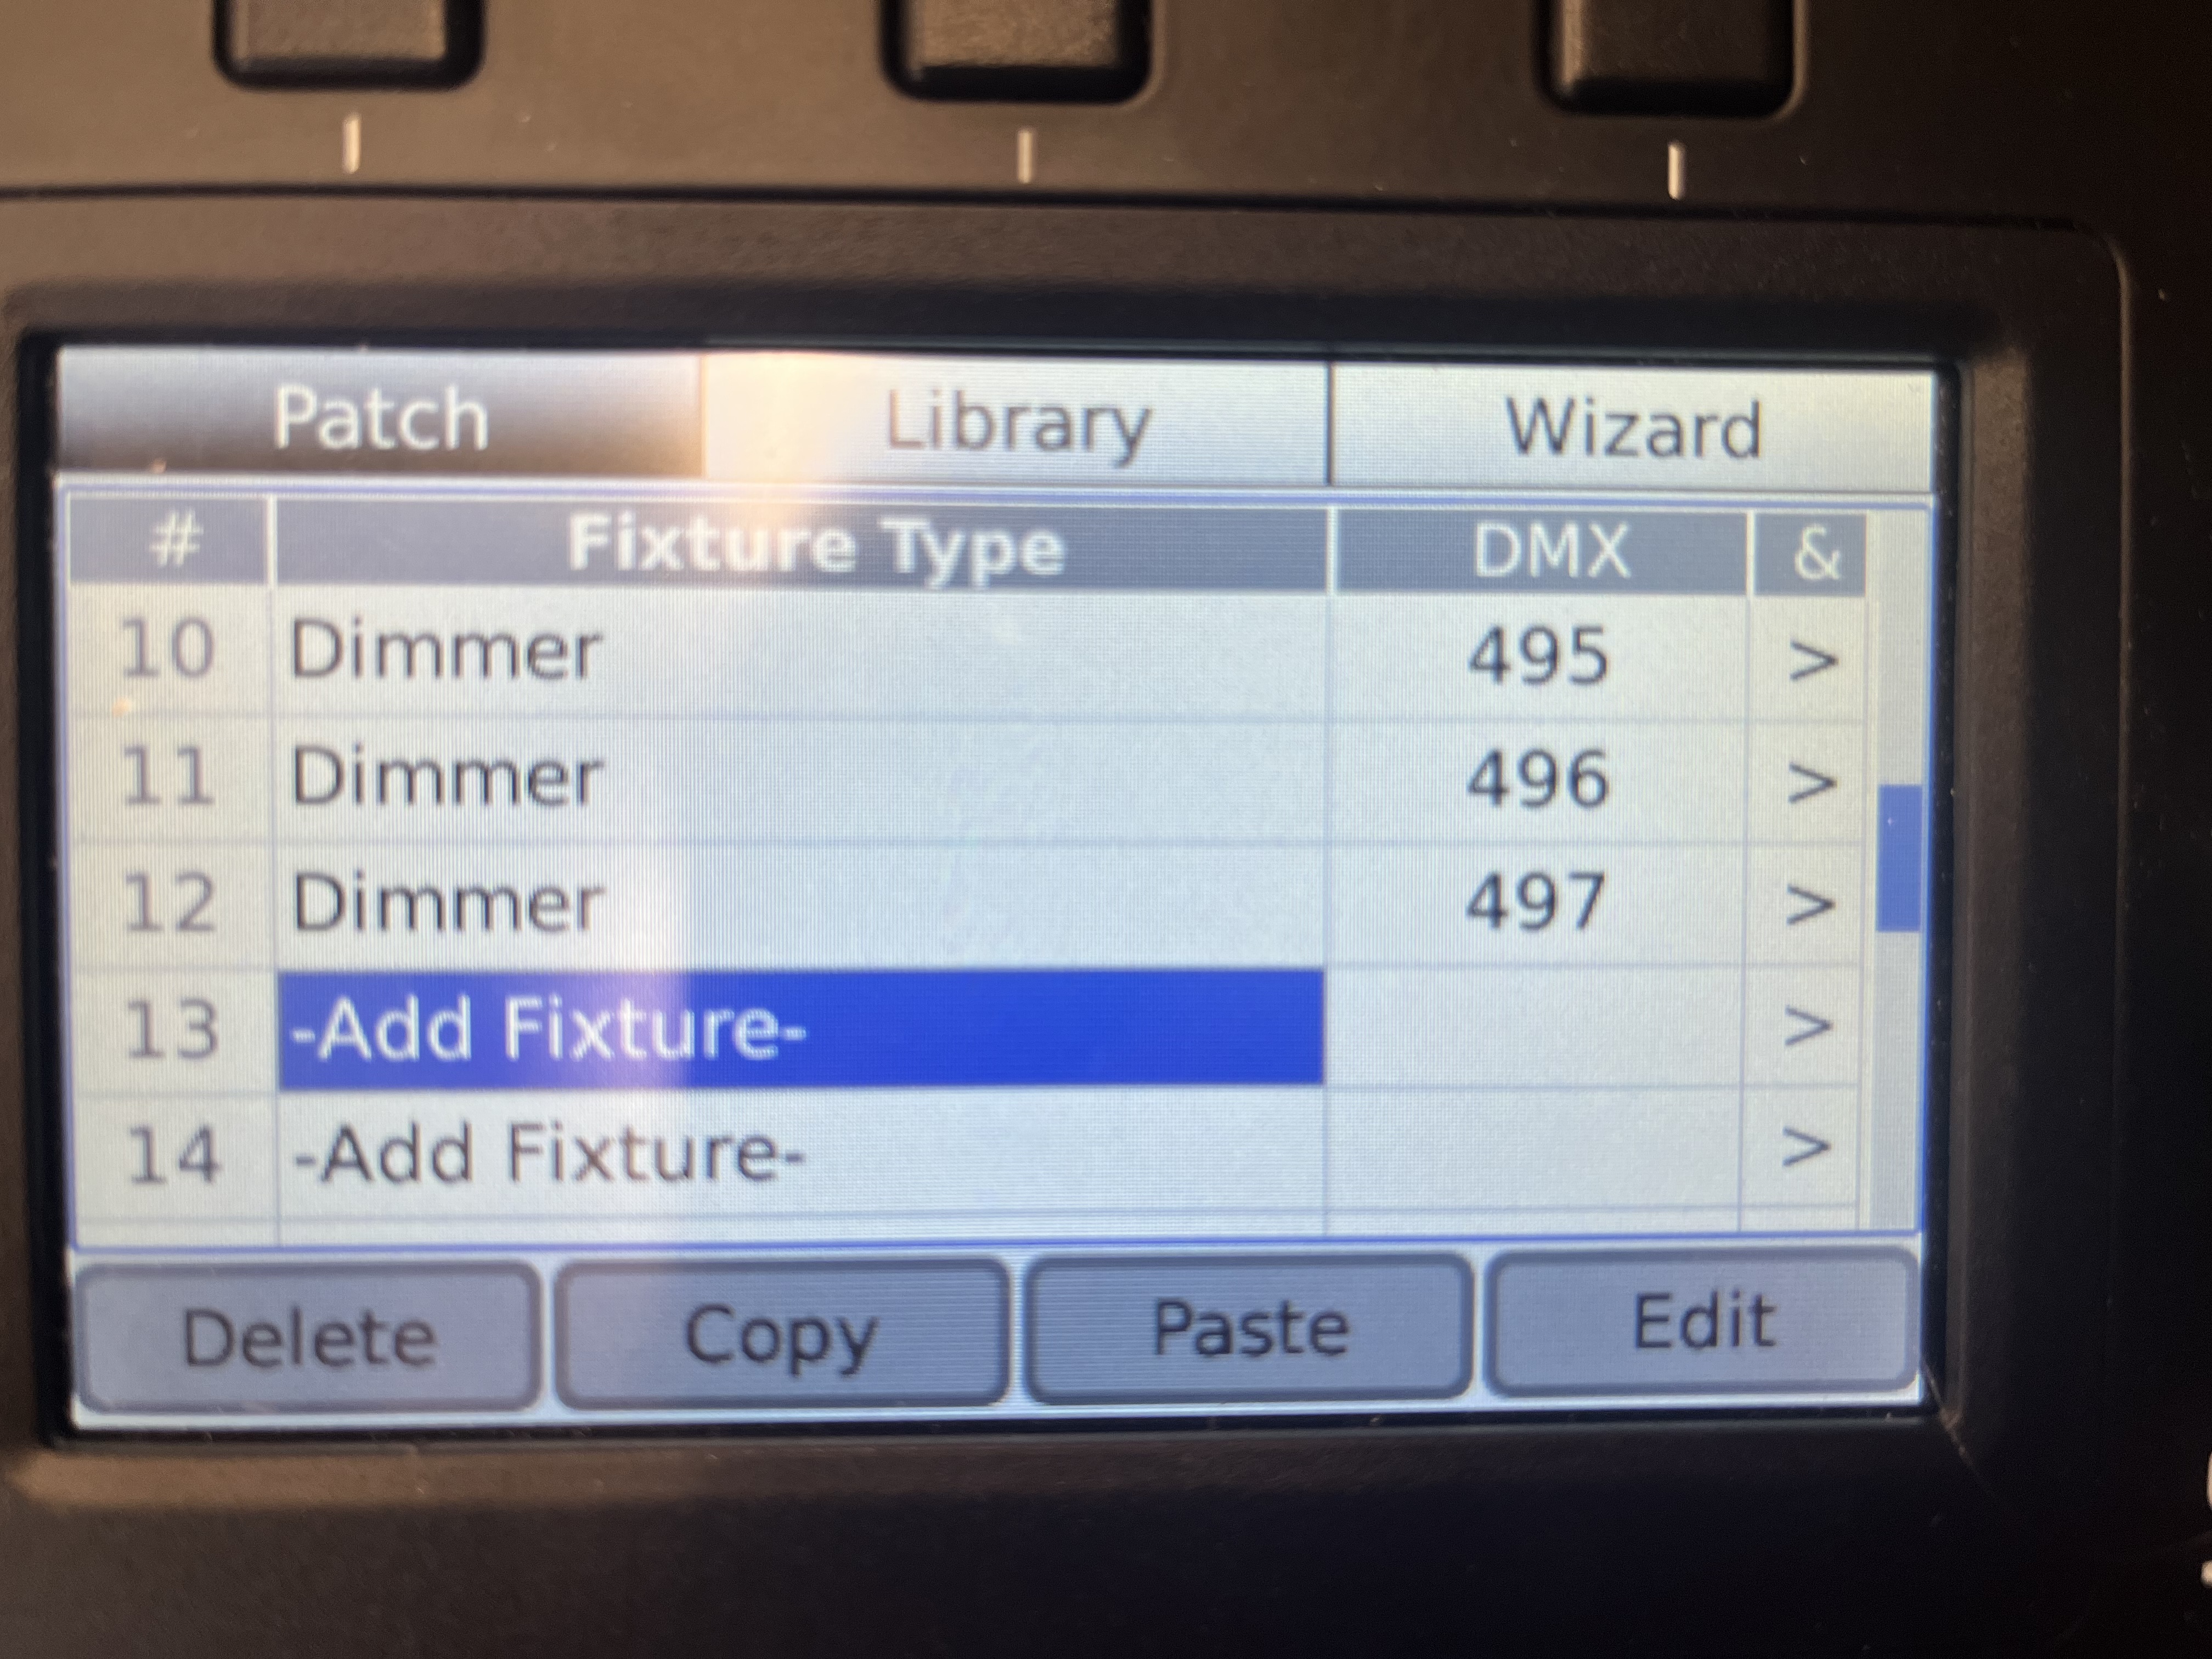 Patch Library Wizard
# Fixture Type DMX &
10 Dimmer 495 >
11 Dimmer 496 >
12 Dimmer 497 >
13 -Add Fixture- >
14 -Add Fixture- >
Delete Copy Paste Edit